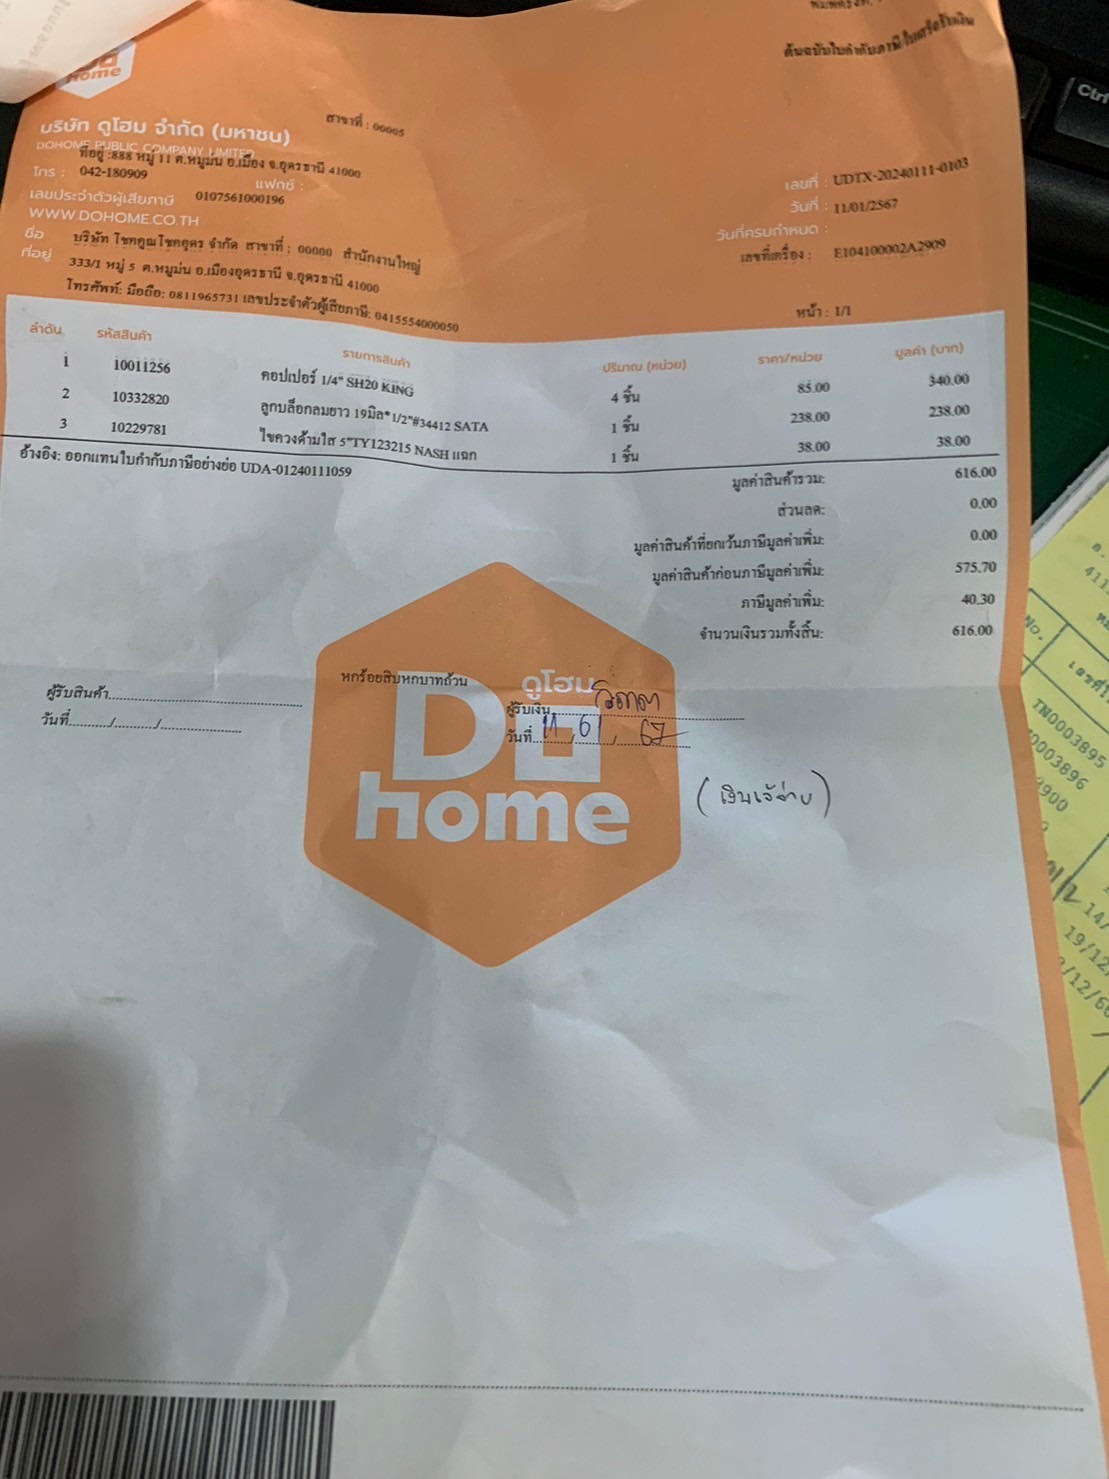 ต้นฉบับใบกำกับภาษี/ใบเสร็จรับเงิน
Home
บริษัท ดูโฮม จำกัด (มหาชน)
สาขาที่ : 00005
DOHOME PUBLIC COMPANY LIMITED
ที่อยู่ :888 หมู่ 11 ต.หมูม่น อ.เมือง จ.อุดรธานี 41000
โทร : 042-180909 แฟกซ์ :
เลขประจำตัวผู้เสียภาษี 0107561000196
WWW.DOHOME.CO.TH
เลขที่ : UDTX-20240111-0103
วันที่ : 11/01/2567
วันที่ครบกำหนด :
เลขที่เครื่อง : E104100002A2909
ชื่อ บริษัท โชคคูณโชคอุดร จำกัด สาขาที่ : 00000 สำนักงานใหญ่
ที่อยู่ 333/1 หมู่ 5 ต.หมูม่น อ.เมืองอุดรธานี จ.อุดรธานี 41000
โทรศัพท์: มือถือ: 0811965731 เลขประจำตัวผู้เสียภาษี: 0415554000050
หน้า : 1/1
ลำดับ รหัสสินค้า รายการสินค้า ปริมาณ (หน่วย) ราคา/หน่วย มูลค่า (บาท)
1 10011256 คอปเปอร์ 1/4" SH20 KING 4 ชิ้น 85.00 340.00
2 10332820 ลูกบล็อกลมยาว 19มิล*1/2"#34412 SATA 1 ชิ้น 238.00 238.00
3 10229781 ไขควงด้ามใส 5"TY123215 NASH แฉก 1 ชิ้น 38.00 38.00
อ้างอิง: ออกแทนใบกำกับภาษีอย่างย่อ UDA-01240111059
มูลค่าสินค้ารวม: 616.00
ส่วนลด: 0.00
มูลค่าสินค้าที่ยกเว้นภาษีมูลค่าเพิ่ม: 0.00
มูลค่าสินค้าก่อนภาษีมูลค่าเพิ่ม: 575.70
ภาษีมูลค่าเพิ่ม: 40.30
จำนวนเงินรวมทั้งสิ้น: 616.00
หกร้อยสิบหกบาทถ้วน
ดูโฮม
ผู้รับสินค้า
ผู้รับเงิน
วันที่ / /
วันที่ 11 / 01 / 67
Do
home
Ctrl
No.
เลขที่ใ
IN0003895
0003896